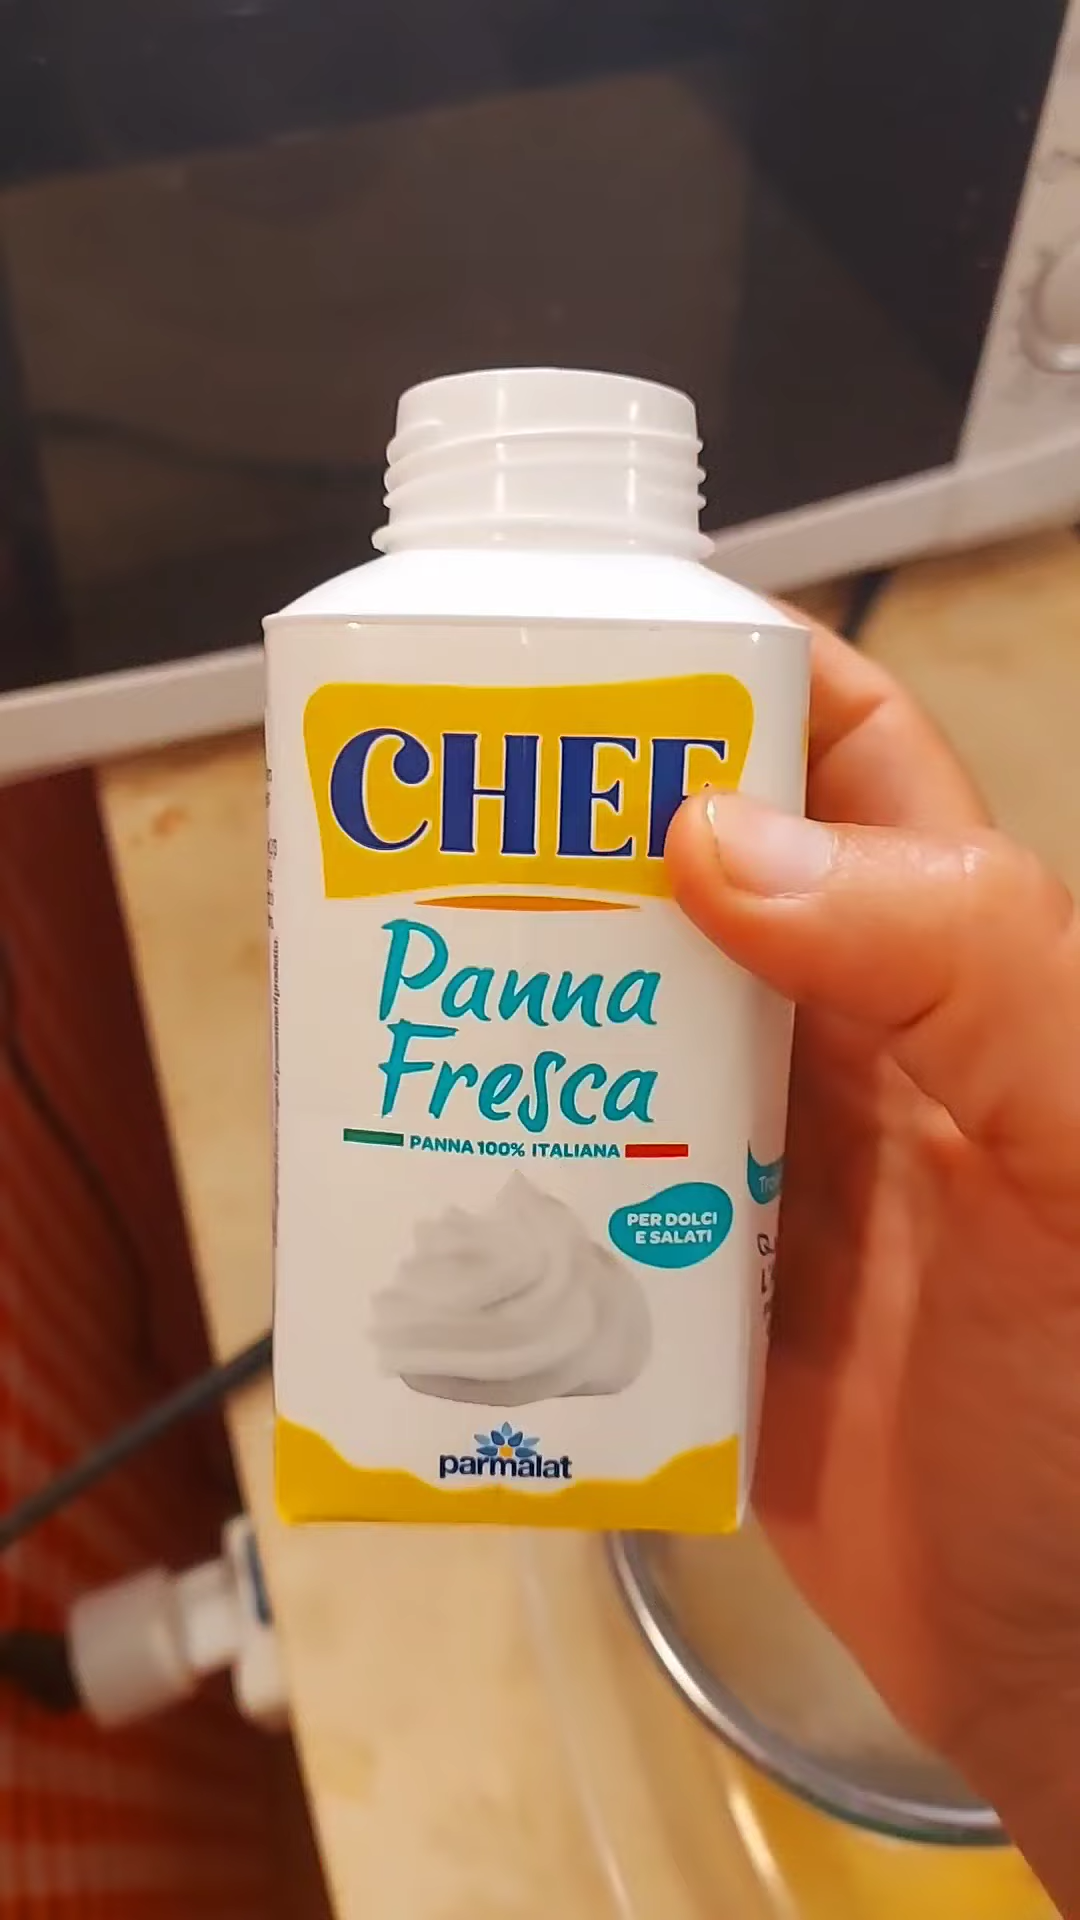 CHEF
Panna
Fresca
PANNA 100% ITALIANA
PER DOLCI
E SALATI
parmalat